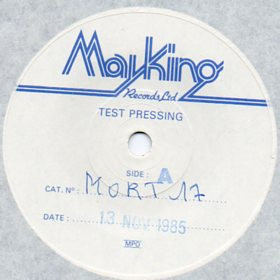 MayKing
Records Ltd
TEST PRESSING
SIDE : A
CAT. Nº : MORT 17
DATE : 13 NOV 1985
MPO